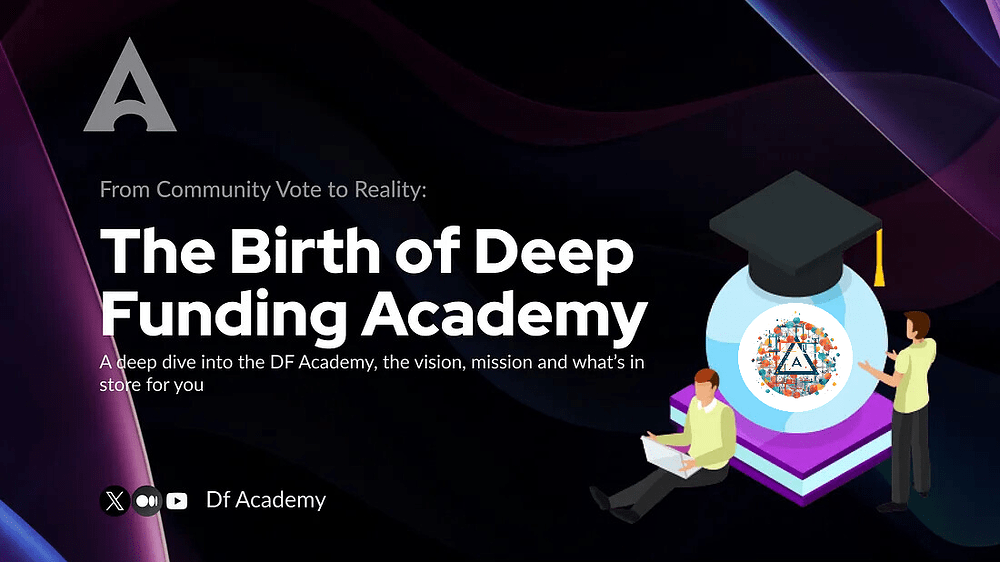 From Community Vote to Reality:
The Birth of Deep
Funding Academy
A deep dive into the DF Academy, the vision, mission and what's in
store for you
Df Academy